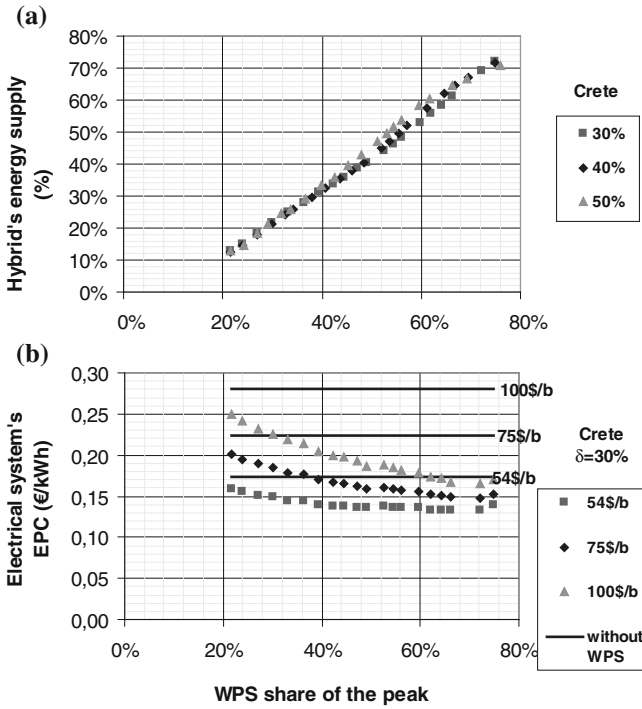 (a)
Hybrid's energy supply
(%)
80%
70%
60%
50%
40%
30%
20%
10%
0%
0%
20%
40%
60%
80%
Crete
30%
40%
50%
(b)
Electrical system's
EPC (€/kWh)
0,30
0,25
0,20
0,15
0,10
0,05
0,00
100$/b
75$/b
54$/b
0%
20%
40%
60%
80%
WPS share of the peak
Crete
δ=30%
54$/b
75$/b
100$/b
without
WPS